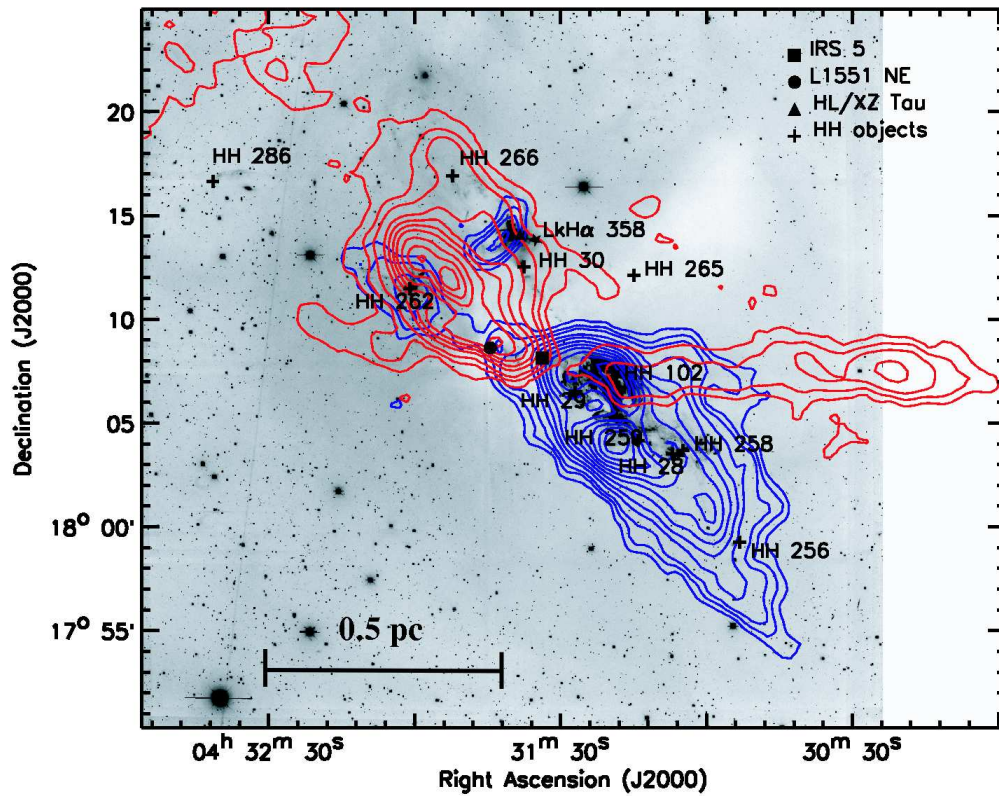 IRS 5
L1551 NE
HL/XZ Tau
HH objects
20
HH 286
HH 266
15
LkHα 358
HH 30
HH 265
HH 262
10
HH 102
HH 29
05
HH 259
HH 258
HH 28
18° 00'
HH 256
17° 55'
0.5 pc
04h 32m 30s
31m 30s
30m 30s
Declination (J2000)
Right Ascension (J2000)